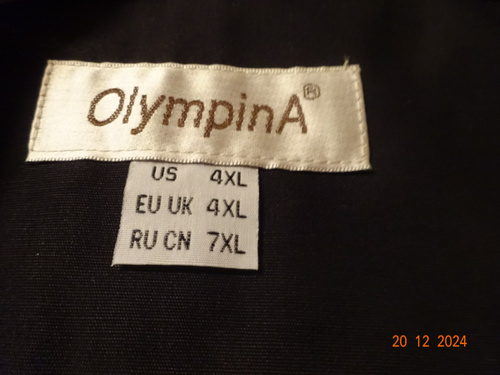 OlympinA®
US 4XL
EU UK 4XL
RU CN 7XL
20 12 2024